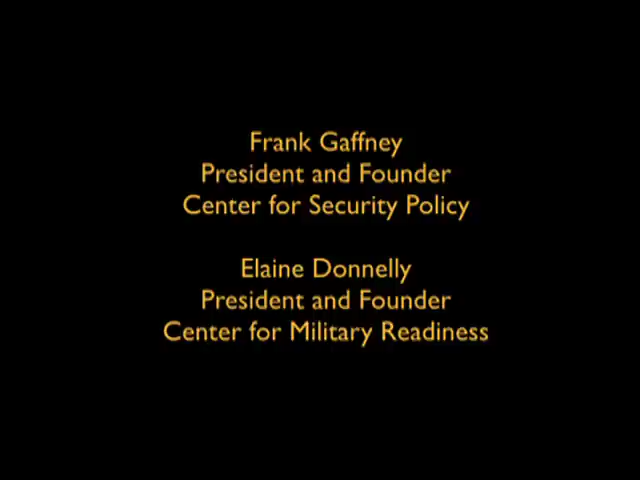 Frank Gaffney
President and Founder
Center for Security Policy
Elaine Donnelly
President and Founder
Center for Military Readiness